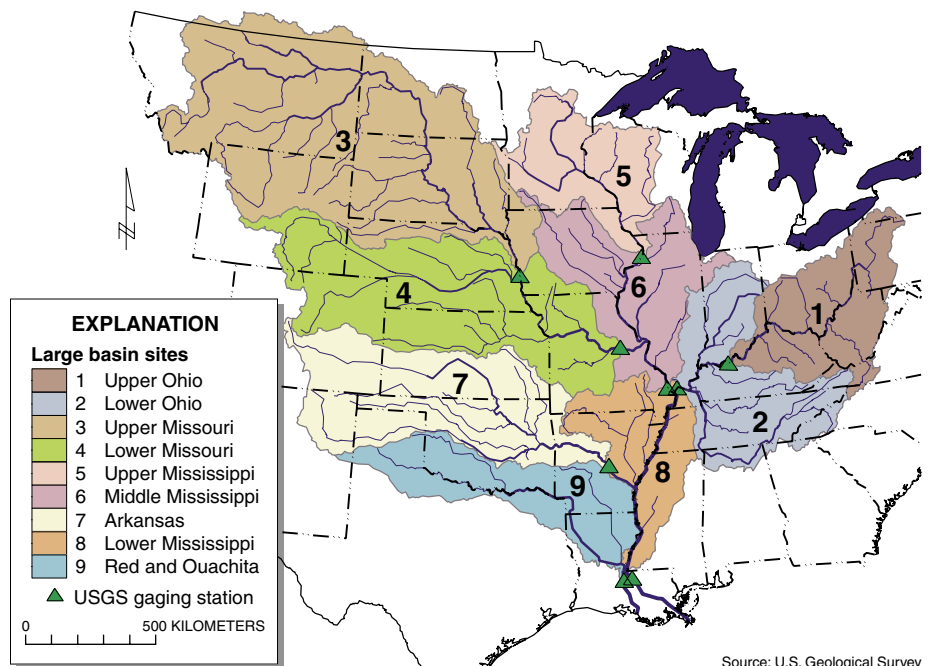 3
5
4
6
1
7
2
8
9
EXPLANATION
Large basin sites
1 Upper Ohio
2 Lower Ohio
3 Upper Missouri
4 Lower Missouri
5 Upper Mississippi
6 Middle Mississippi
7 Arkansas
8 Lower Mississippi
9 Red and Ouachita
USGS gaging station
0 500 KILOMETERS
Source: U.S. Geological Survey